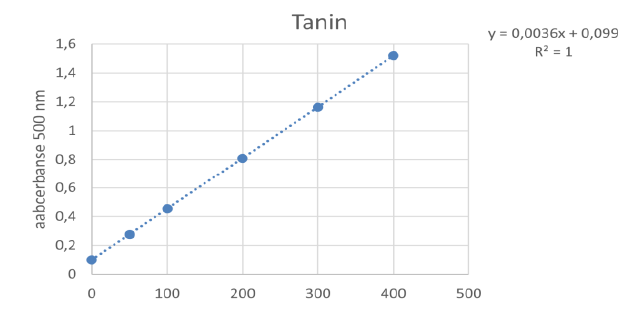 Tanin
y = 0,0036x + 0,099
R² = 1
aabcerbanse 500 nm
1,6
1,4
1,2
1
0,8
0,6
0,4
0,2
0
0 100 200 300 400 500